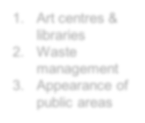 1. Art centres &
libraries
2. Waste
management
3. Appearance of
public areas